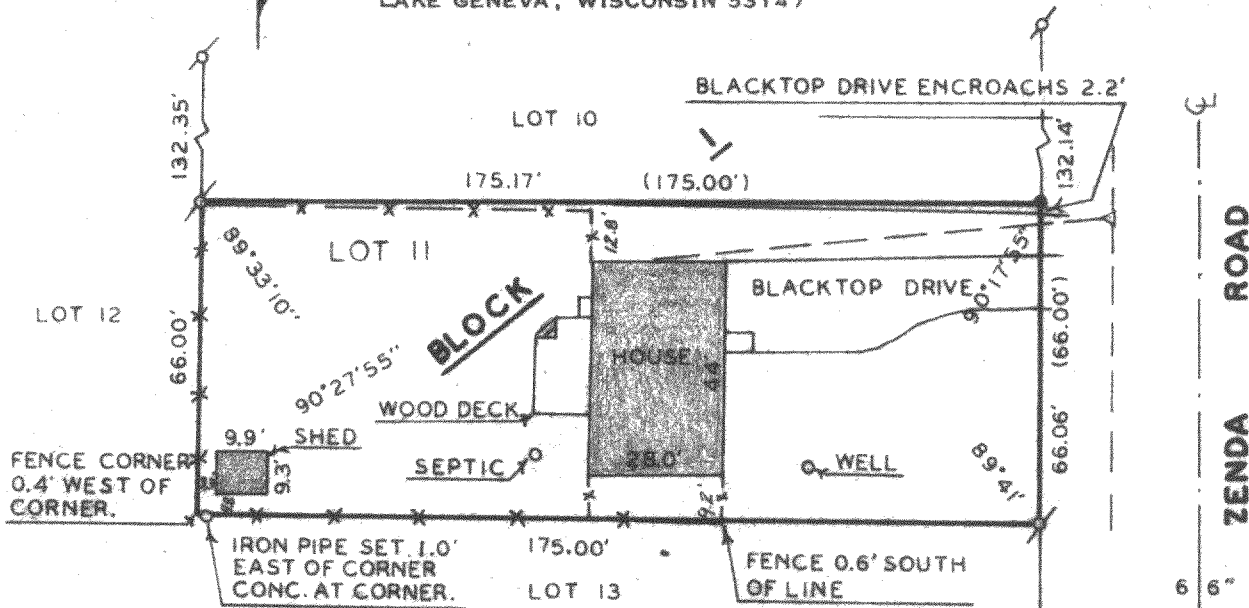 LAKE GENEVA, WISCONSIN 53147
BLACKTOP DRIVE ENCROACHS 2.2'
132.35'
LOT 10
132.14'
175.17'
(175.00')
12.8'
LOT 11
89°33'10"
BLACKTOP DRIVE
90°17'55"
ROAD
LOT 12
66.00'
BLOCK
1
HOUSE
44
(66.00')
90°27'55"
WOOD DECK
9.9'
SHED
9.3'
SEPTIC
28.0'
WELL
66.06'
89°41'
ZENDA
FENCE CORNER
0.4' WEST OF
CORNER.
9.2'
IRON PIPE SET 1.0'
EAST OF CORNER
CONC. AT CORNER.
175.00'
LOT 13
FENCE 0.6' SOUTH
OF LINE
6 6"